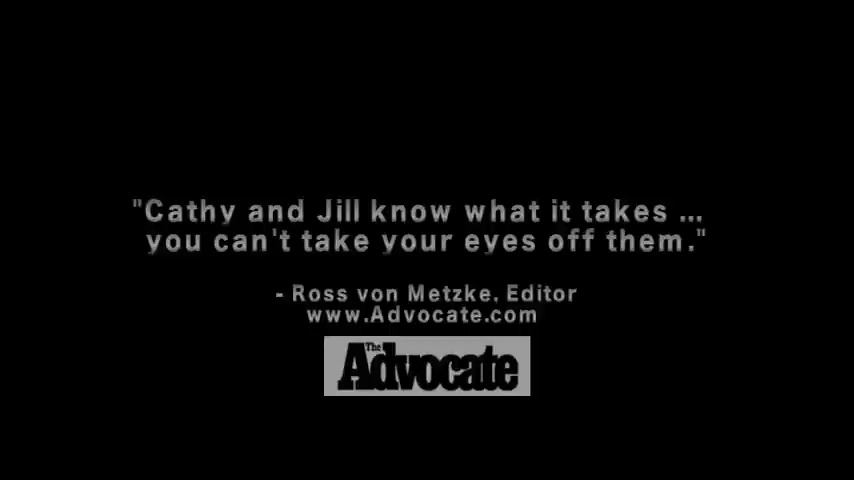 "Cathy and Jill know what it takes ...
you can't take your eyes off them."
- Ross von Metzke, Editor
www.Advocate.com
The Advocate